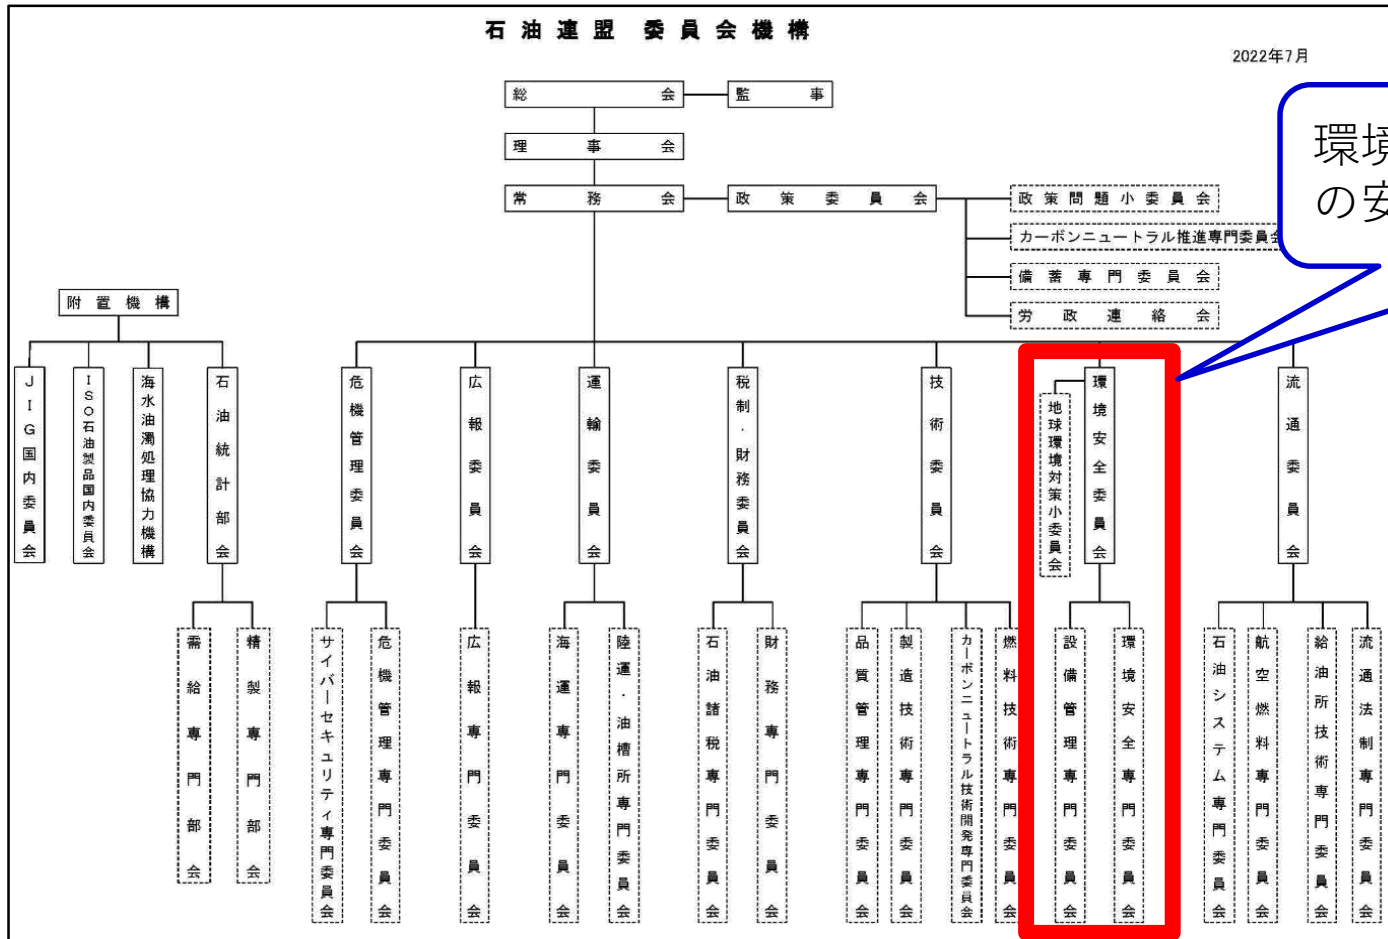 石油連盟 委員会機構
2022年7月
総会
監事
理事会
常務会
政策委員会
政策問題小委員会
カーボンニュートラル推進専門委員会
備蓄専門委員会
労政連絡会
環境
の安
附置機構
JIG国内委員会
ISO石油製品国内委員会
海水油濁処理協力機構
石油統計部会
危機管理委員会
広報委員会
運輸委員会
税制・財務委員会
技術委員会
地球環境対策小委員会
環境安全委員会
流通委員会
需給専門部会
精製専門部会
サイバーセキュリティ専門委員会
危機管理専門委員会
広報専門委員会
海運専門委員会
陸運・油槽所専門委員会
石油諸税専門委員会
財務専門委員会
品質管理専門委員会
製造技術専門委員会
カーボンニュートラル技術開発専門委員会
燃料技術専門委員会
設備管理専門委員会
環境安全専門委員会
石油システム専門委員会
航空燃料専門委員会
給油所技術専門委員会
流通法制専門委員会